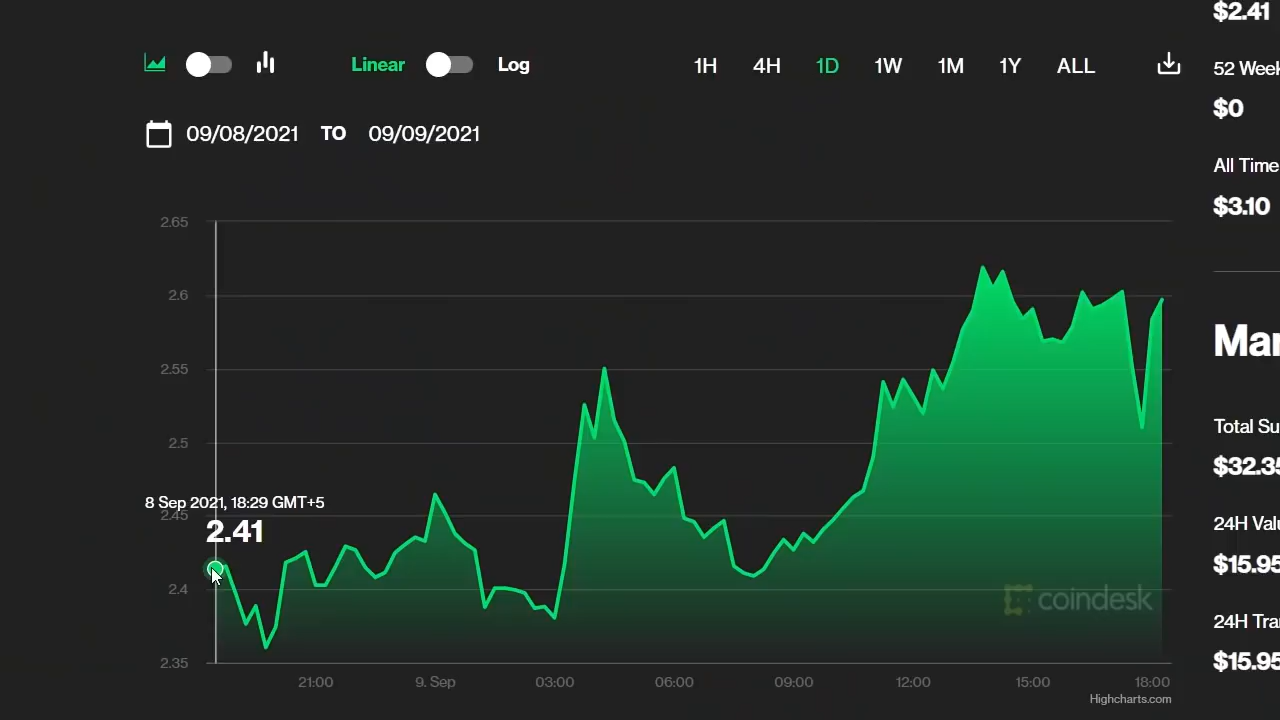 $2.41
Linear
Log
1H 4H 1D 1W 1M 1Y ALL
52 Week
$0
09/08/2021 TO 09/09/2021
All Time
$3.10
2.65
2.6
2.55
2.5
2.45
2.4
2.35
8 Sep 2021, 18:29 GMT+5
2.41
coindesk
21:00 9. Sep 03:00 06:00 09:00 12:00 15:00 18:00
Highcharts.com
Mar
Total Su
$32.35
24H Val
$15.95
24H Tra
$15.95